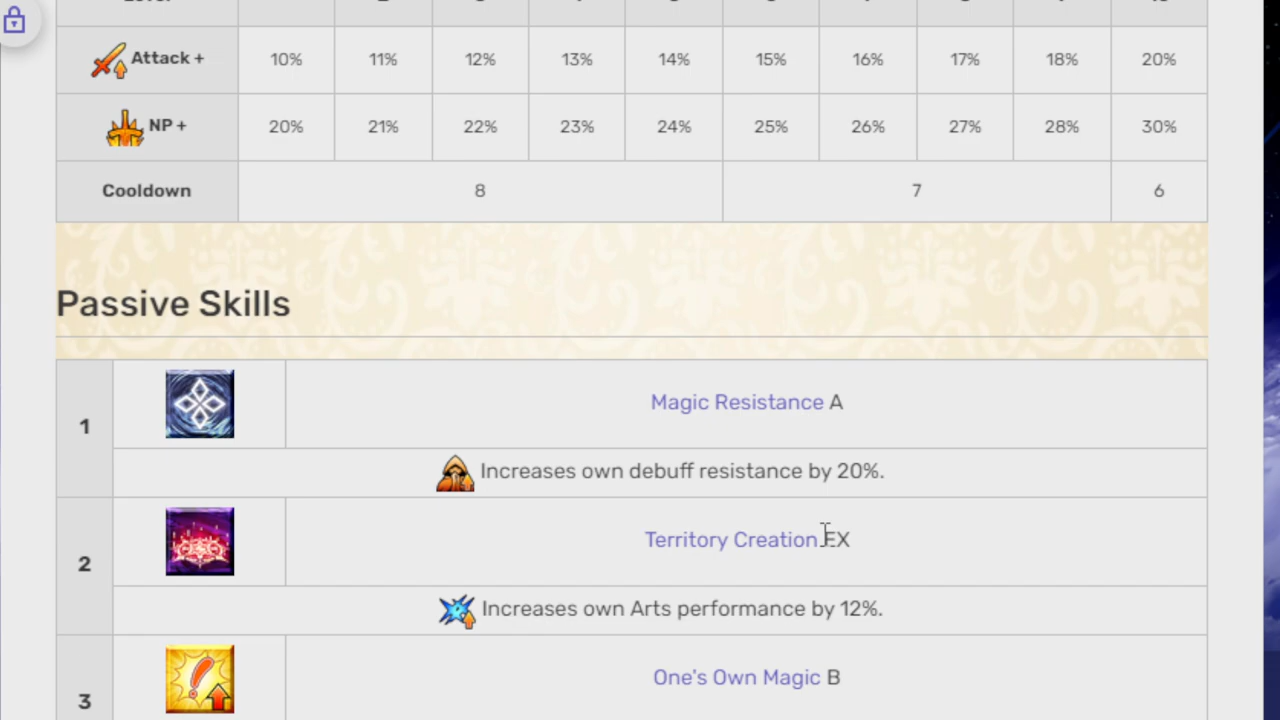 Attack + 10% 11% 12% 13% 14% 15% 16% 17% 18% 20%
NP + 20% 21% 22% 23% 24% 25% 26% 27% 28% 30%
Cooldown 8 7 6
Passive Skills
1 Magic Resistance A
Increases own debuff resistance by 20%.
2 Territory Creation EX
Increases own Arts performance by 12%.
3 One's Own Magic B